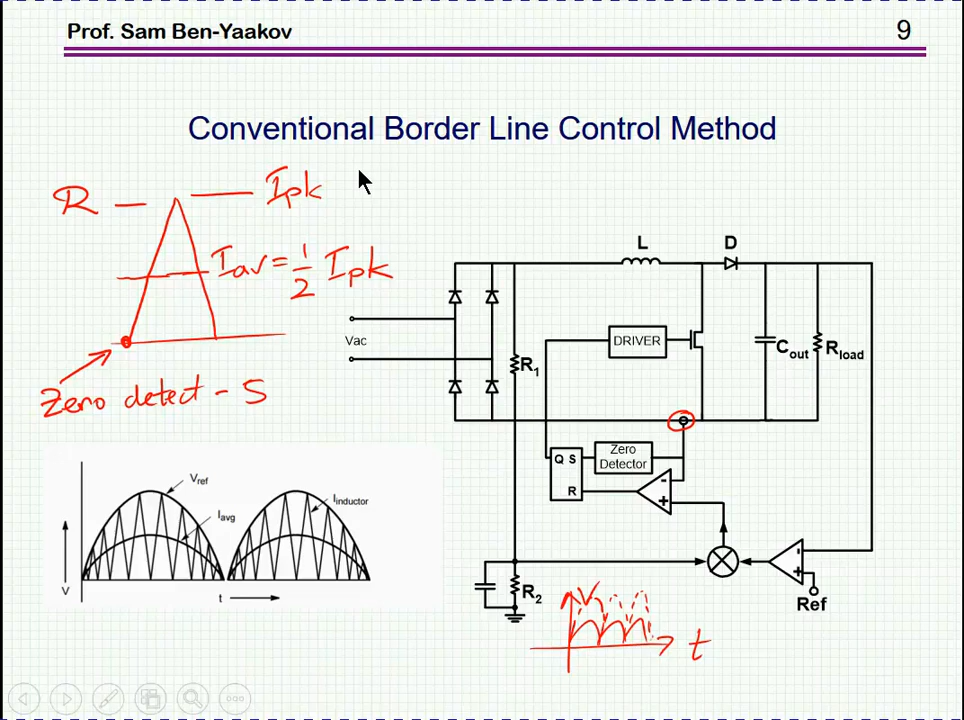 Prof. Sam Ben-Yaakov
9
Conventional Border Line Control Method
R
Ipk
Iav = 1/2 Ipk
Zero detect - S
L
D
Vac
R1
DRIVER
Cout
Rload
Q S
R
Zero
Detector
-
+
-
+
Ref
R2
V
t
Vref
Iavg
Iinductor
V
t